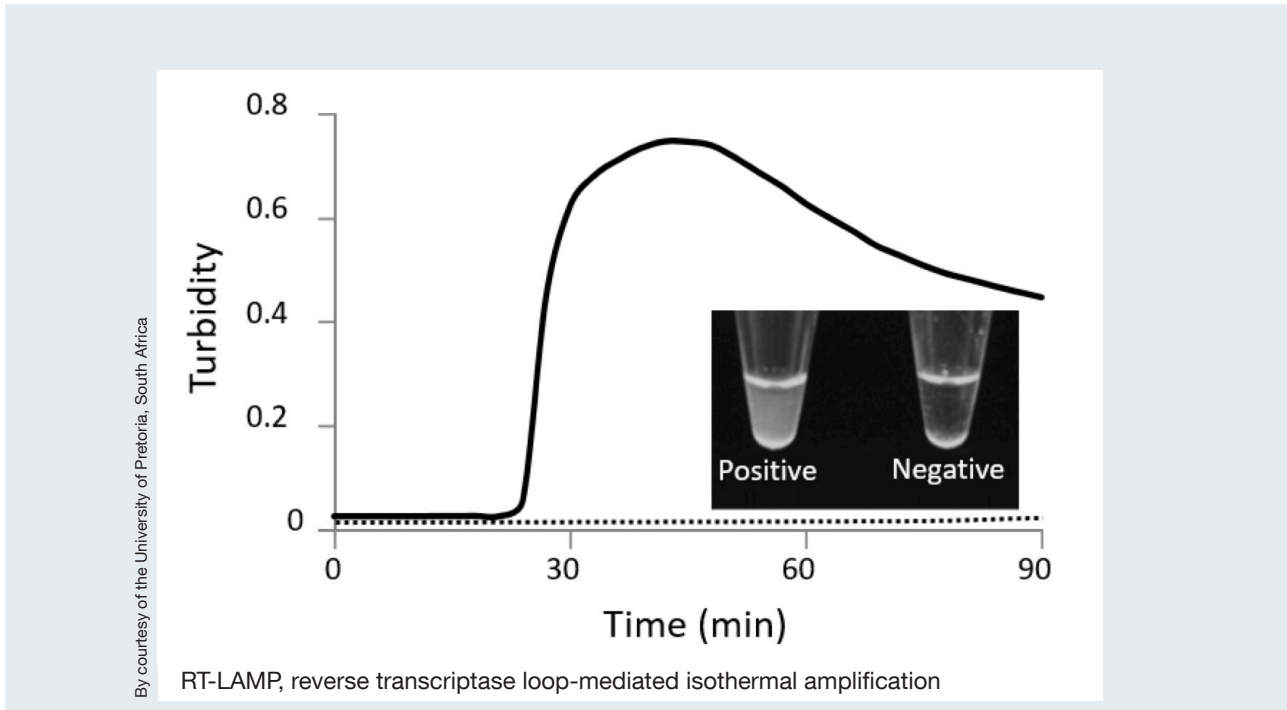 0.8
0.6
0.4
0.2
0
Turbidity
Positive
Negative
0
30
60
90
Time (min)
RT-LAMP, reverse transcriptase loop-mediated isothermal amplification
By courtesy of the University of Pretoria, South Africa